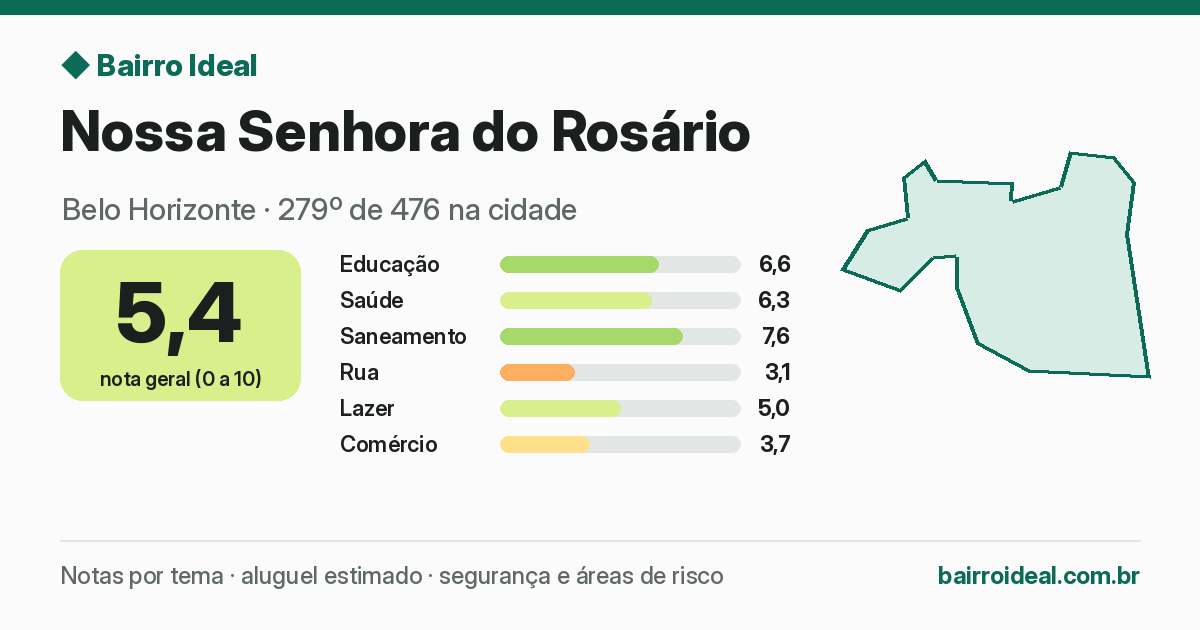 Bairro Ideal
Nossa Senhora do Rosário
Belo Horizonte · 279º de 476 na cidade
5,4
nota geral (0 a 10)
Educação 6,6
Saúde 6,3
Saneamento 7,6
Rua 3,1
Lazer 5,0
Comércio 3,7
Notas por tema · aluguel estimado · segurança e áreas de risco
bairroideal.com.br